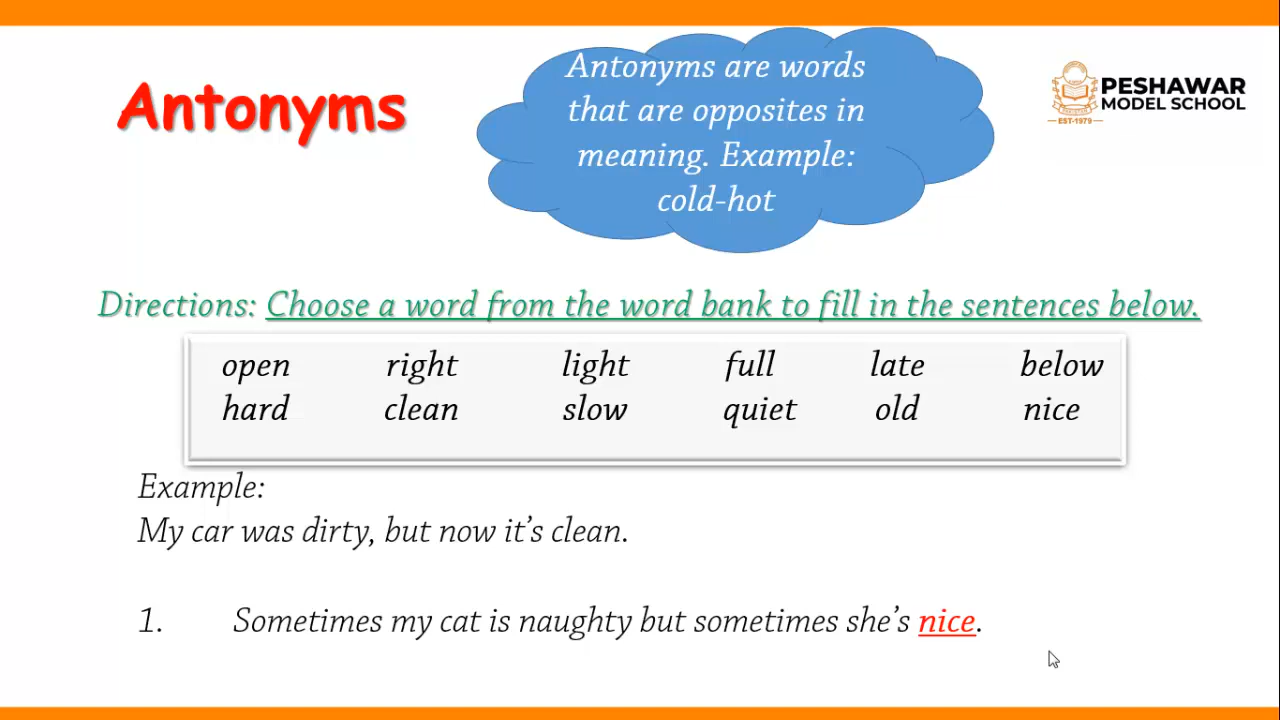 Antonyms
Antonyms are words
that are opposites in
meaning. Example:
cold-hot
PESHAWAR
MODEL SCHOOL
EST-1979
Directions: Choose a word from the word bank to fill in the sentences below.
open right light full late below
hard clean slow quiet old nice
Example:
My car was dirty, but now it’s clean.
1. Sometimes my cat is naughty but sometimes she’s nice.